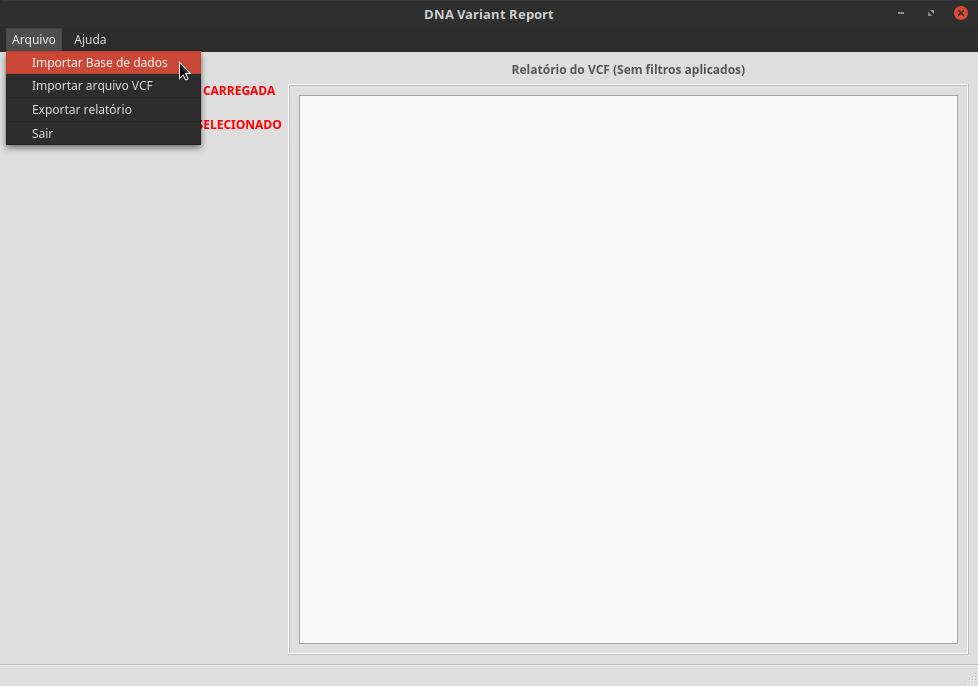 DNA Variant Report
Arquivo Ajuda
Importar Base de dados
Importar arquivo VCF
Exportar relatório
Sair
CARREGADA
SELECIONADO
Relatório do VCF (Sem filtros aplicados)